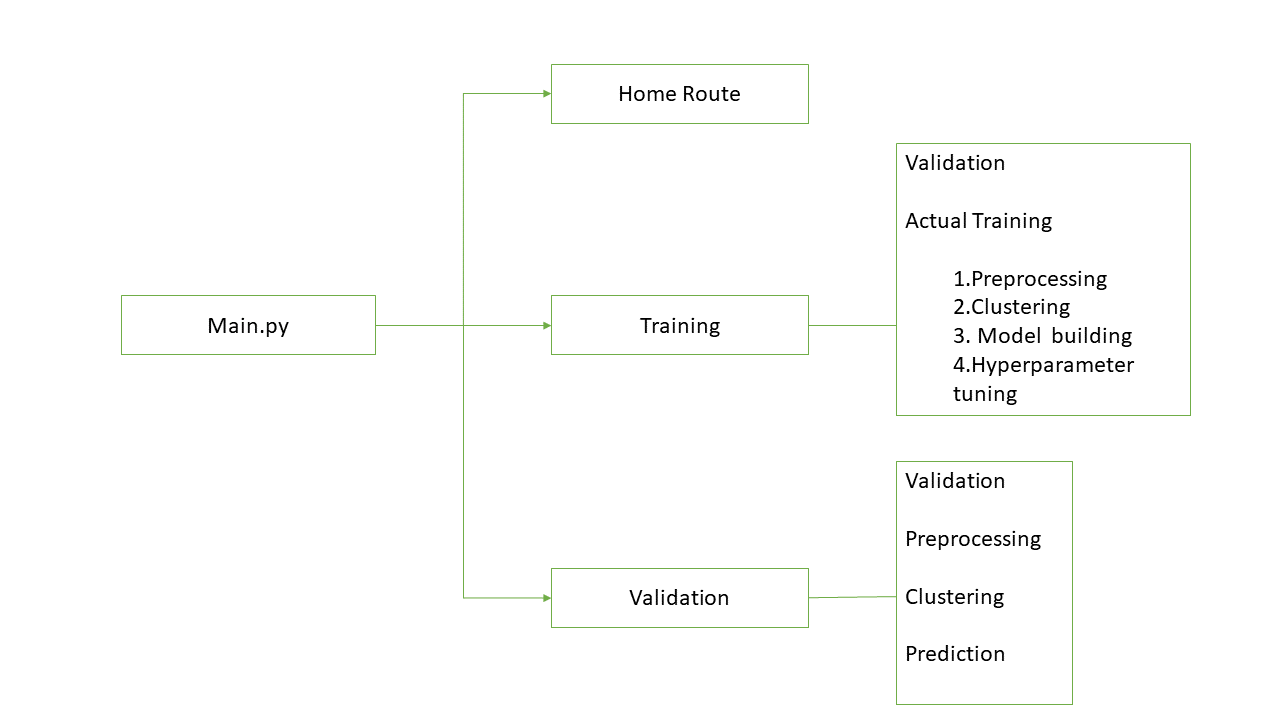 Home Route
Validation
Actual Training
1.Preprocessing
2.Clustering
3. Model building
4.Hyperparameter
tuning
Main.py
Training
Validation
Preprocessing
Clustering
Prediction
Validation